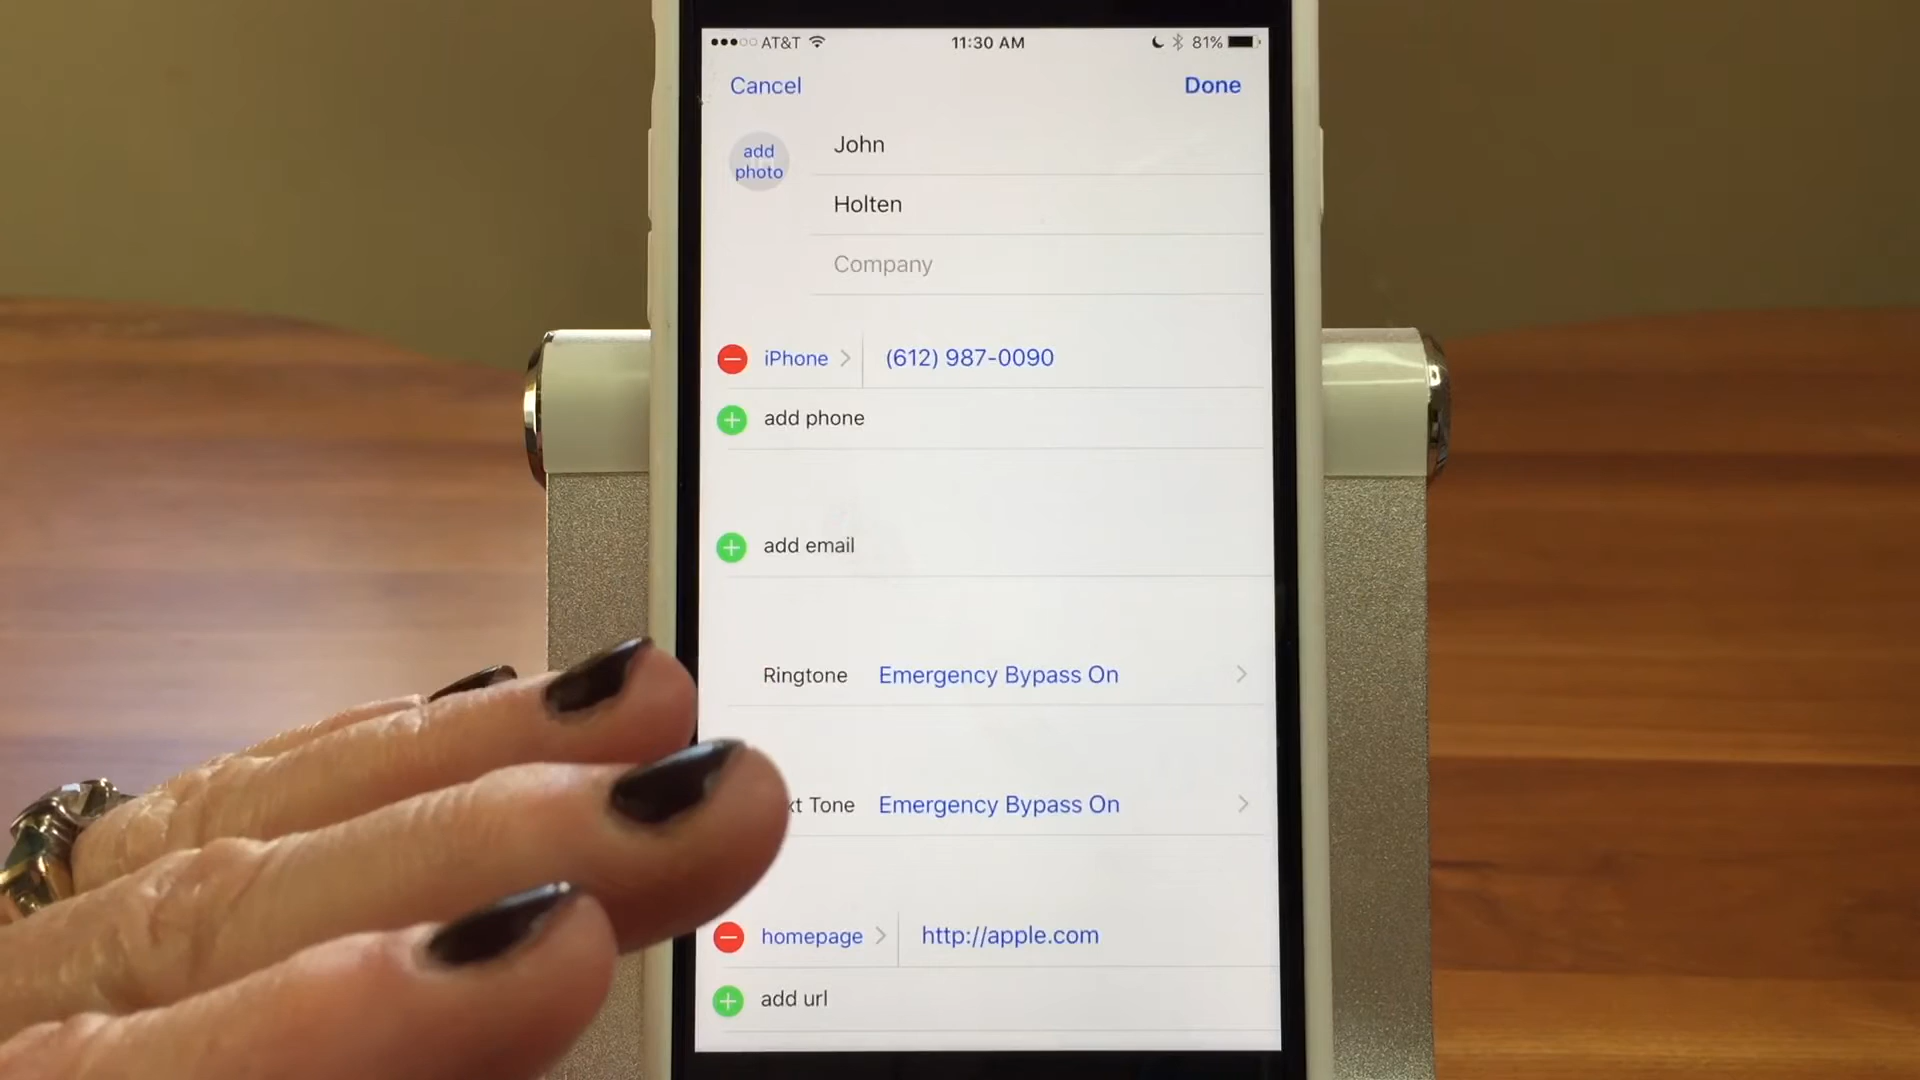 AT&T 11:30 AM 81%
Cancel Done
add
photo
John
Holten
Company
iPhone (612) 987-0090
add phone
add email
Ringtone Emergency Bypass On
xt Tone Emergency Bypass On
homepage http://apple.com
add url